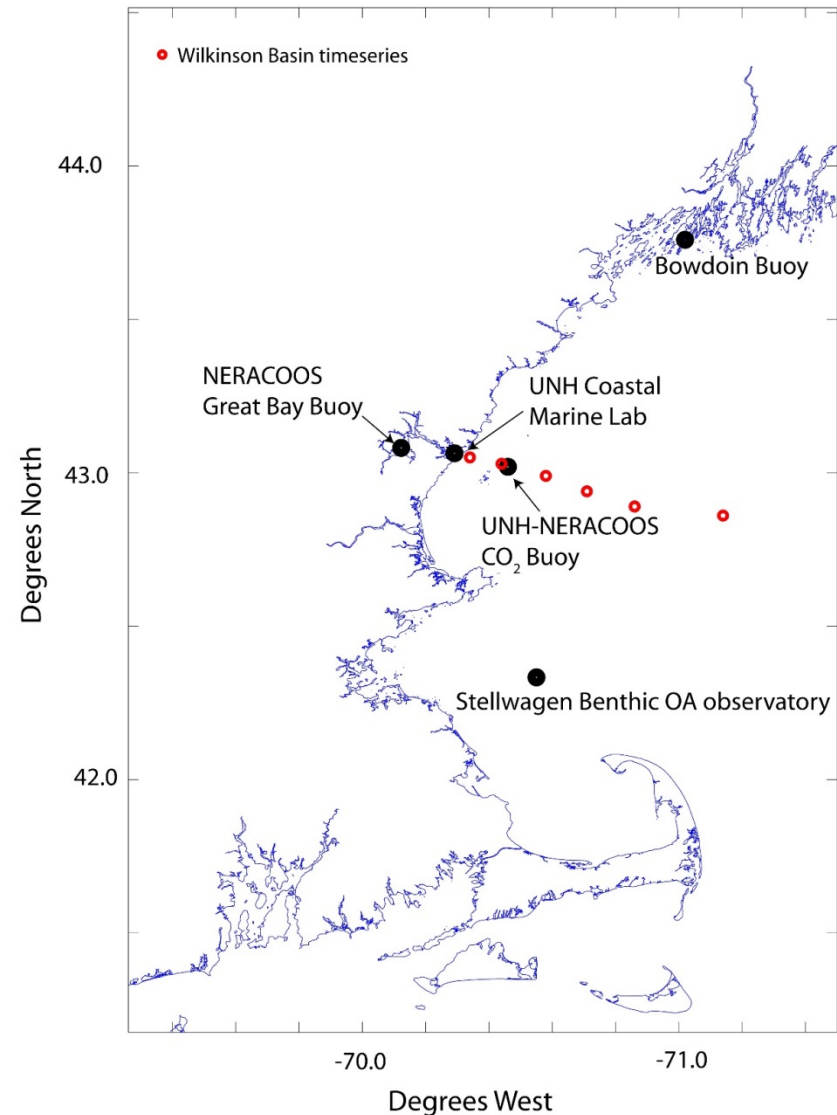 Wilkinson Basin timeseries
44.0
Bowdoin Buoy
NERACOOS
Great Bay Buoy
UNH Coastal
Marine Lab
43.0
UNH-NERACOOS
CO₂ Buoy
Degrees North
Stellwagen Benthic OA observatory
42.0
-70.0
-71.0
Degrees West